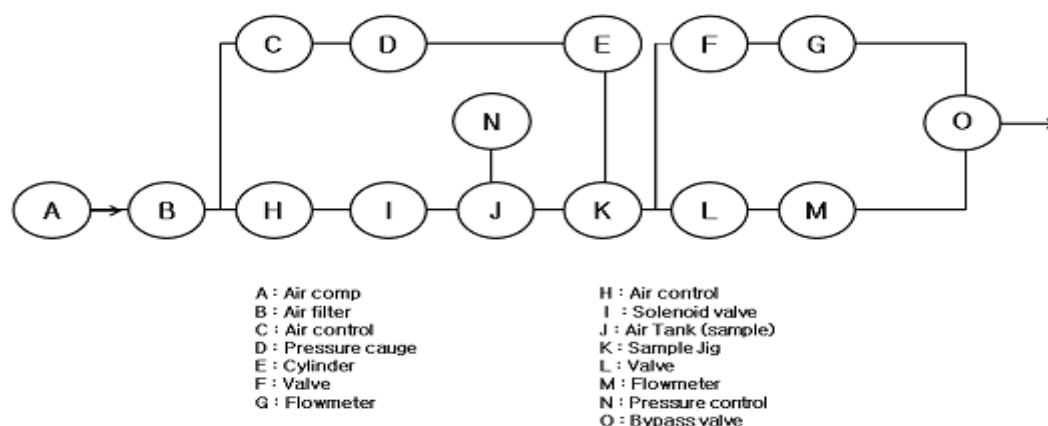 C
D
E
F
G
N
O
A
B
H
I
J
K
L
M
A : Air comp
B : Air filter
C : Air control
D : Pressure cauge
E : Cylinder
F : Valve
G : Flowmeter
H : Air control
I : Solenoid valve
J : Air Tank (sample)
K : Sample Jig
L : Valve
M : Flowmeter
N : Pressure control
O : Bypass valve